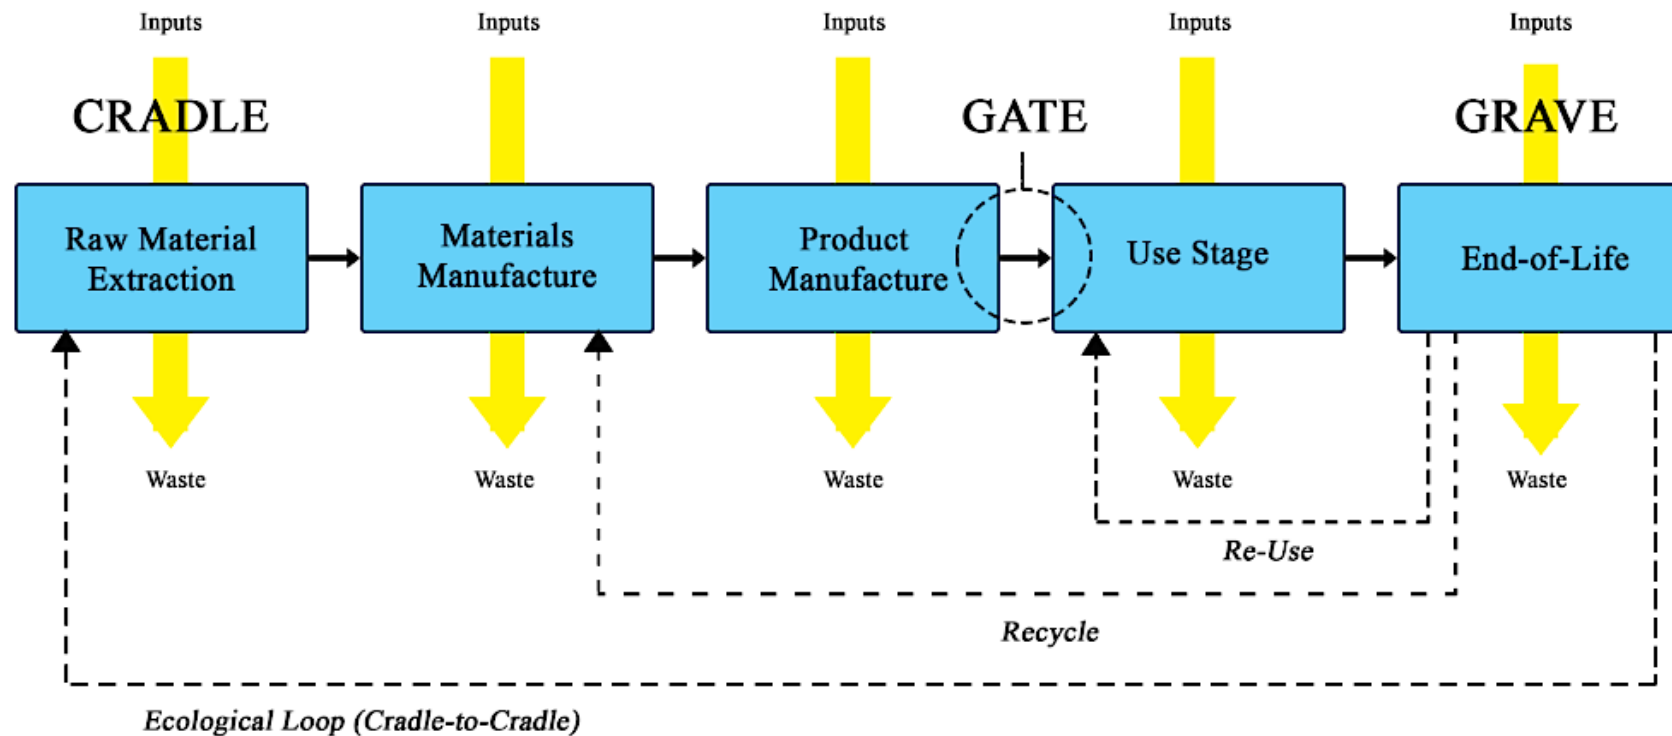 Inputs
Inputs
Inputs
Inputs
Inputs
CRADLE
GATE
GRAVE
Raw Material
Extraction
Materials
Manufacture
Product
Manufacture
Use Stage
End-of-Life
Waste
Waste
Waste
Waste
Waste
Re-Use
Recycle
Ecological Loop (Cradle-to-Cradle)